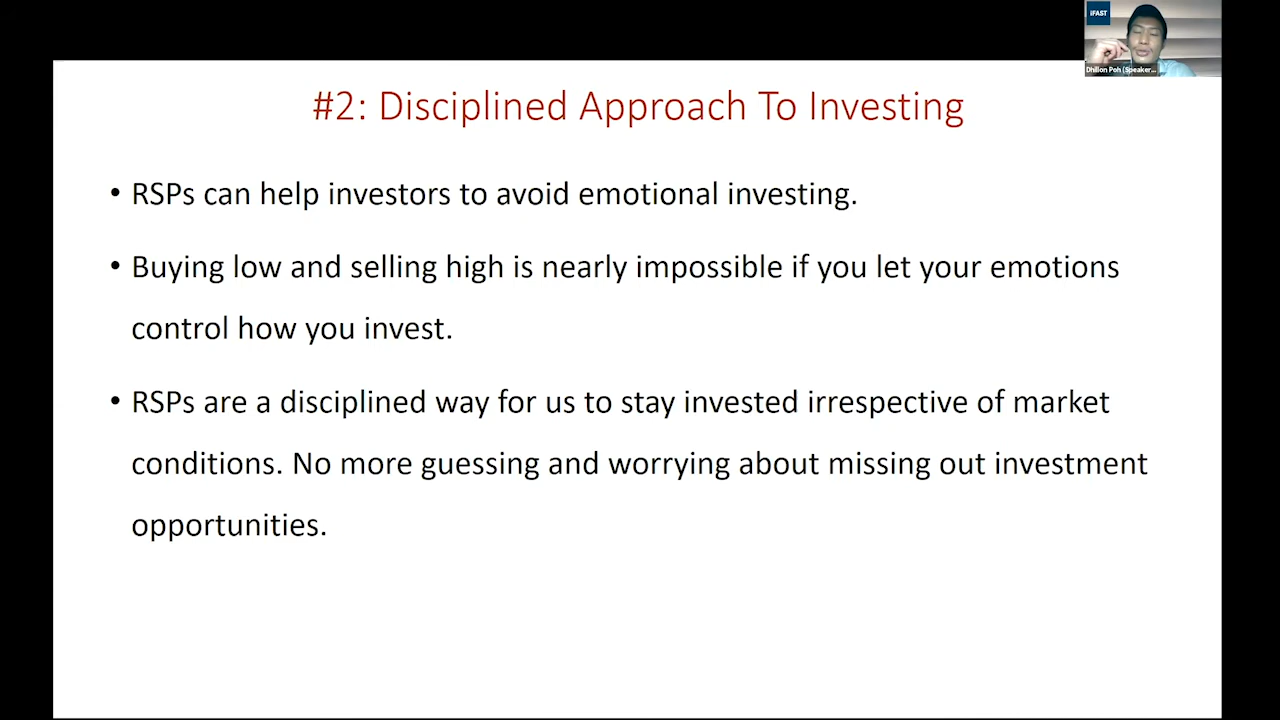 iFAST
Dhillon Poh (Speaker...
#2: Disciplined Approach To Investing
• RSPs can help investors to avoid emotional investing.
• Buying low and selling high is nearly impossible if you let your emotions
control how you invest.
• RSPs are a disciplined way for us to stay invested irrespective of market
conditions. No more guessing and worrying about missing out investment
opportunities.